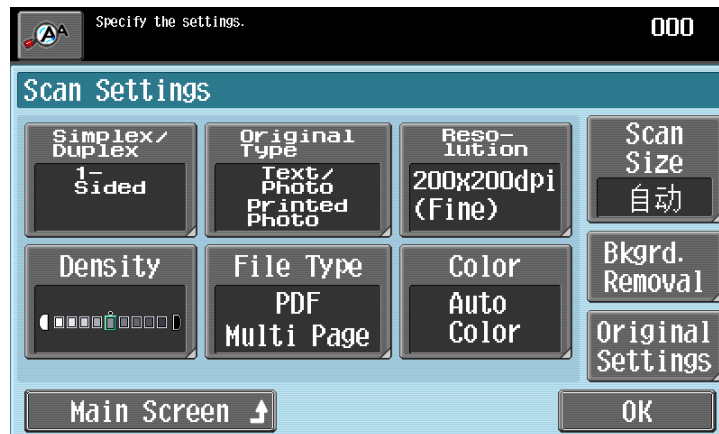 Specify the settings.
000
Scan Settings
Simplex/
Duplex
1-
Sided
Original
Type
Text/
Photo
Printed
Photo
Reso-
lution
200x200dpi
(Fine)
Scan
Size
自动
Density
File Type
PDF
Multi Page
Color
Auto
Color
Bkgrd.
Removal
Original
Settings
Main Screen
OK